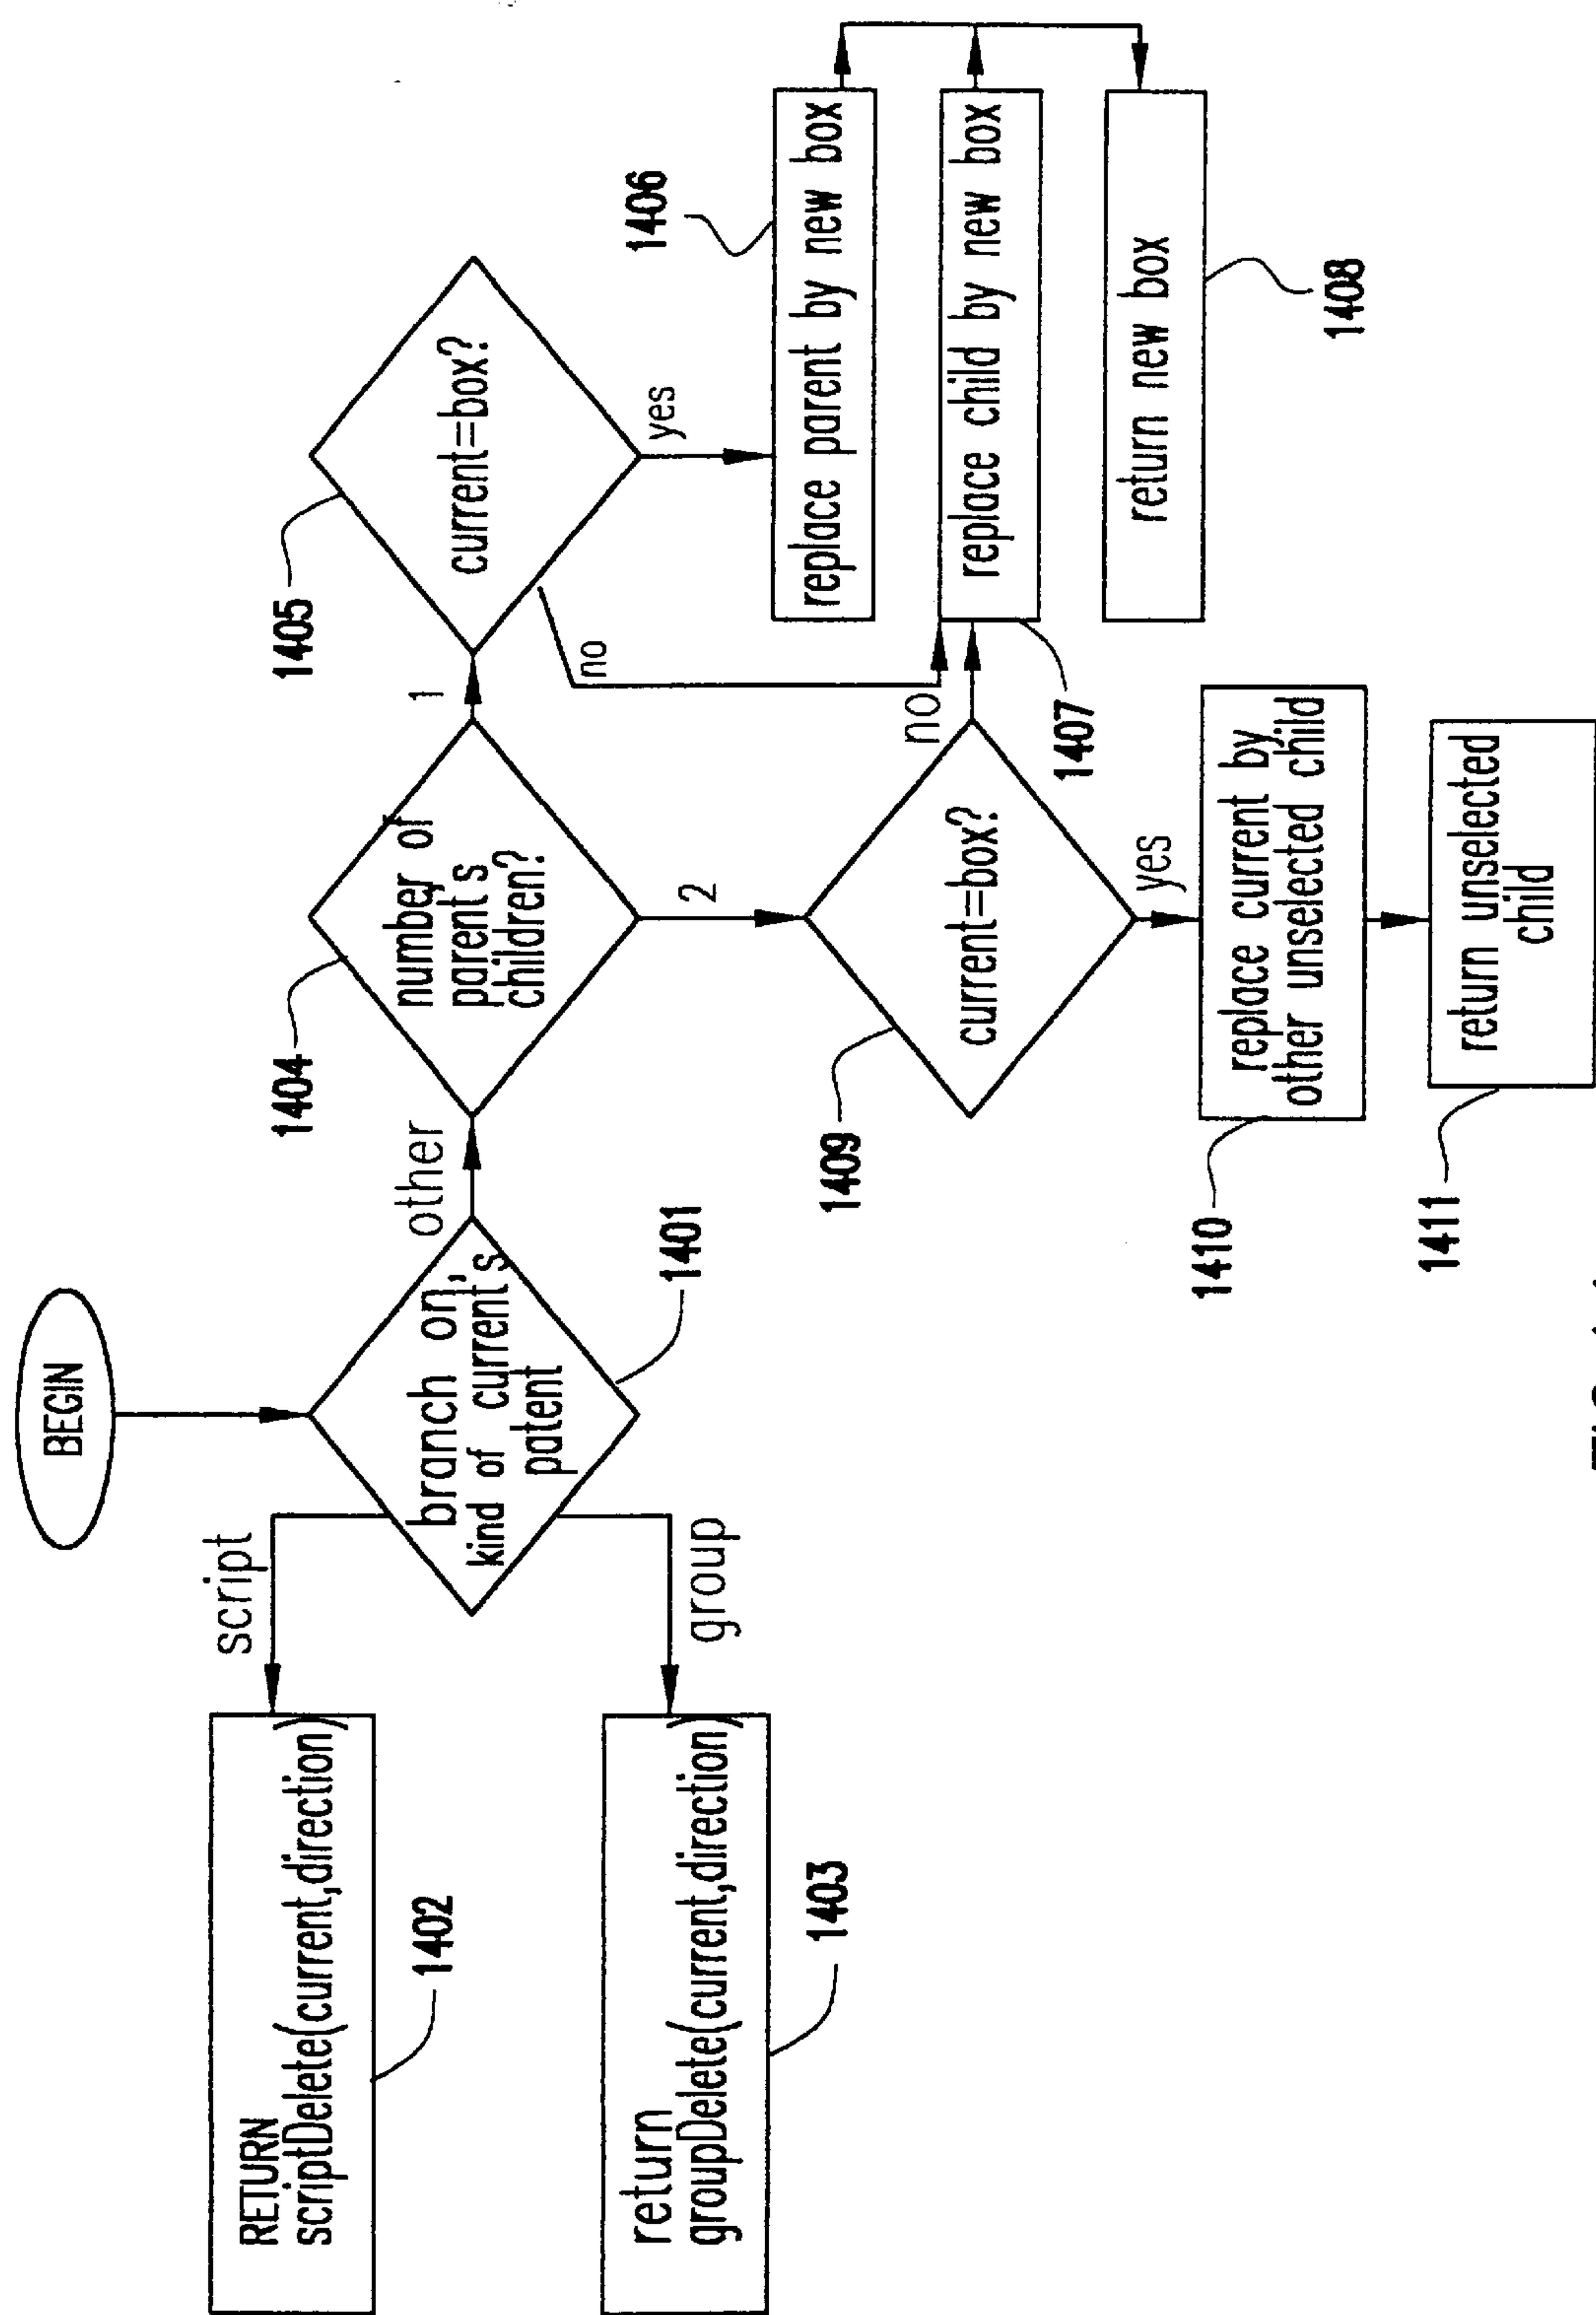 BEGIN
branch on
kind of current's
patent
1401
script
RETURN
scriptDelete(current,direction)
1402
group
return
groupDelete(current,direction)
1403
other
number of
parent's
children?
1404
1
current=box?
1405
yes
replace parent by new box
1406
no
replace child by new box
1407
return new box
1408
2
current=box?
1409
no
yes
replace current by
other unselected child
1410
return unselected
child
1411